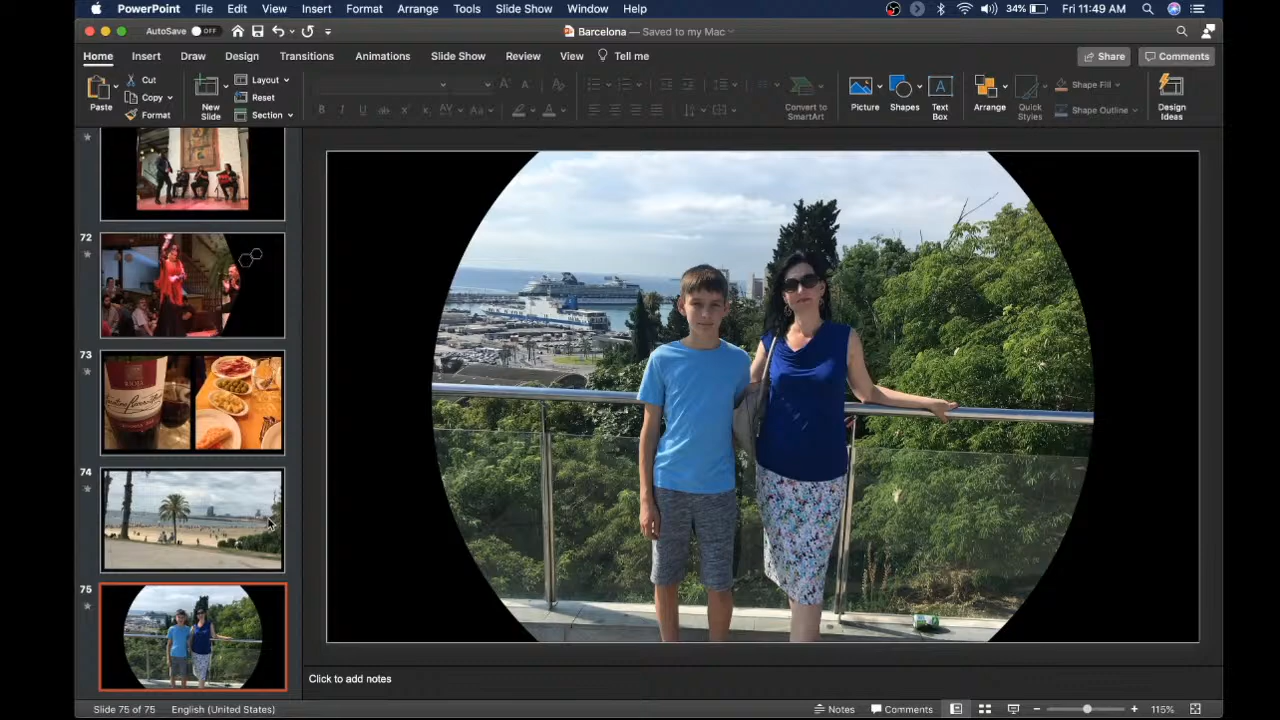 PowerPoint File Edit View Insert Format Arrange Tools Slide Show Window Help 34% Fri 11:49 AM
AutoSave OFF Barcelona — Saved to my Mac
Home Insert Draw Design Transitions Animations Slide Show Review View Tell me Share Comments
Paste Cut Copy Format New Slide Layout Reset Section Convert to SmartArt Picture Shapes Text Box Arrange Quick Styles Shape Fill Shape Outline Design Ideas
72
73
RIOJA
74
75
Click to add notes
Slide 75 of 75 English (United States) Notes Comments 115%